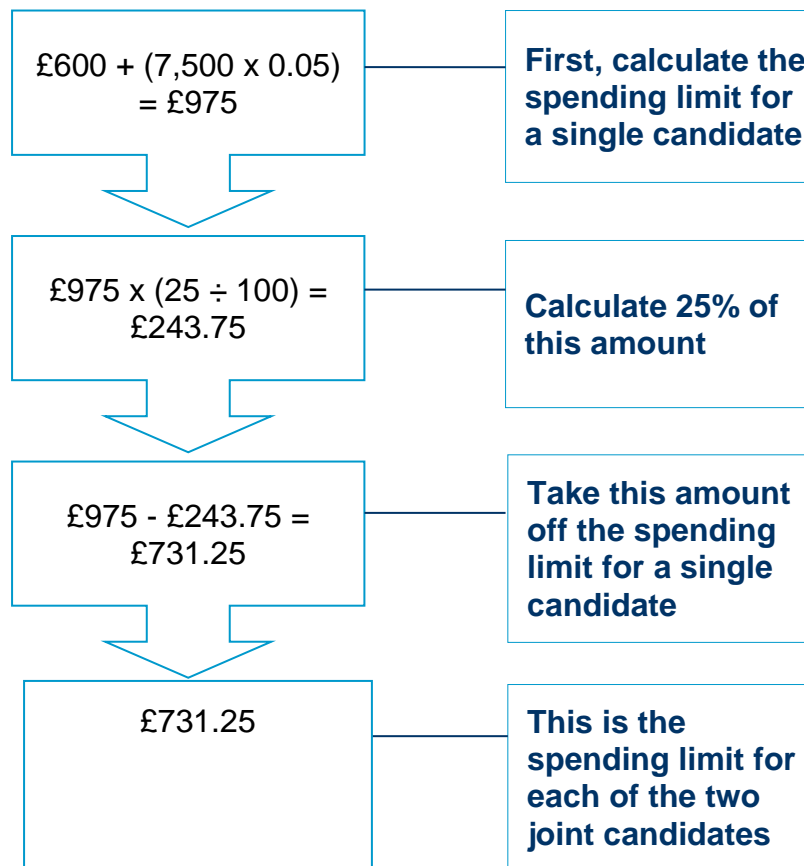 £600 + (7,500 x 0.05)
= £975
First, calculate the
spending limit for
a single candidate
£975 x (25 ÷ 100) =
£243.75
Calculate 25% of
this amount
£975 - £243.75 =
£731.25
Take this amount
off the spending
limit for a single
candidate
£731.25
This is the
spending limit for
each of the two
joint candidates